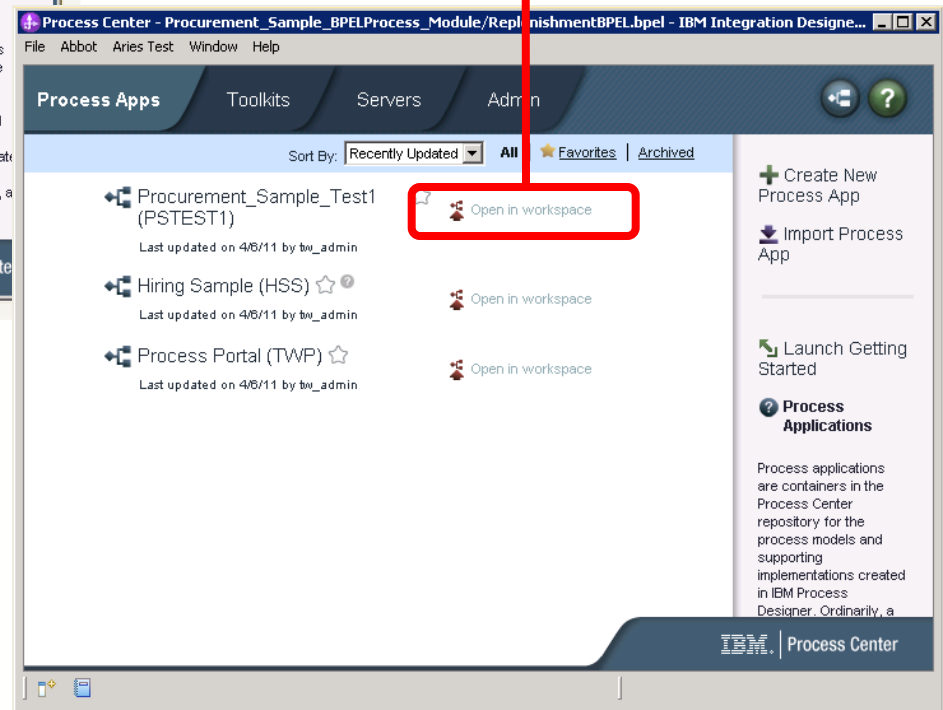 Process Center - Procurement_Sample_BPELProcess_Module/ReplenishmentBPEL.bpel - IBM Integration Designe...
File Abbot Aries Test Window Help
Process Apps Toolkits Servers Admin
Sort By: Recently Updated All | Favorites | Archived
Procurement_Sample_Test1
(PSTEST1)
Open in workspace
Last updated on 4/6/11 by tw_admin
Hiring Sample (HSS)
Open in workspace
Last updated on 4/6/11 by tw_admin
Process Portal (TWP)
Open in workspace
Last updated on 4/6/11 by tw_admin
Create New
Process App
Import Process
App
Launch Getting
Started
Process
Applications
Process applications
are containers in the
Process Center
repository for the
process models and
supporting
implementations created
in IBM Process
Designer. Ordinarily, a
IBM. Process Center